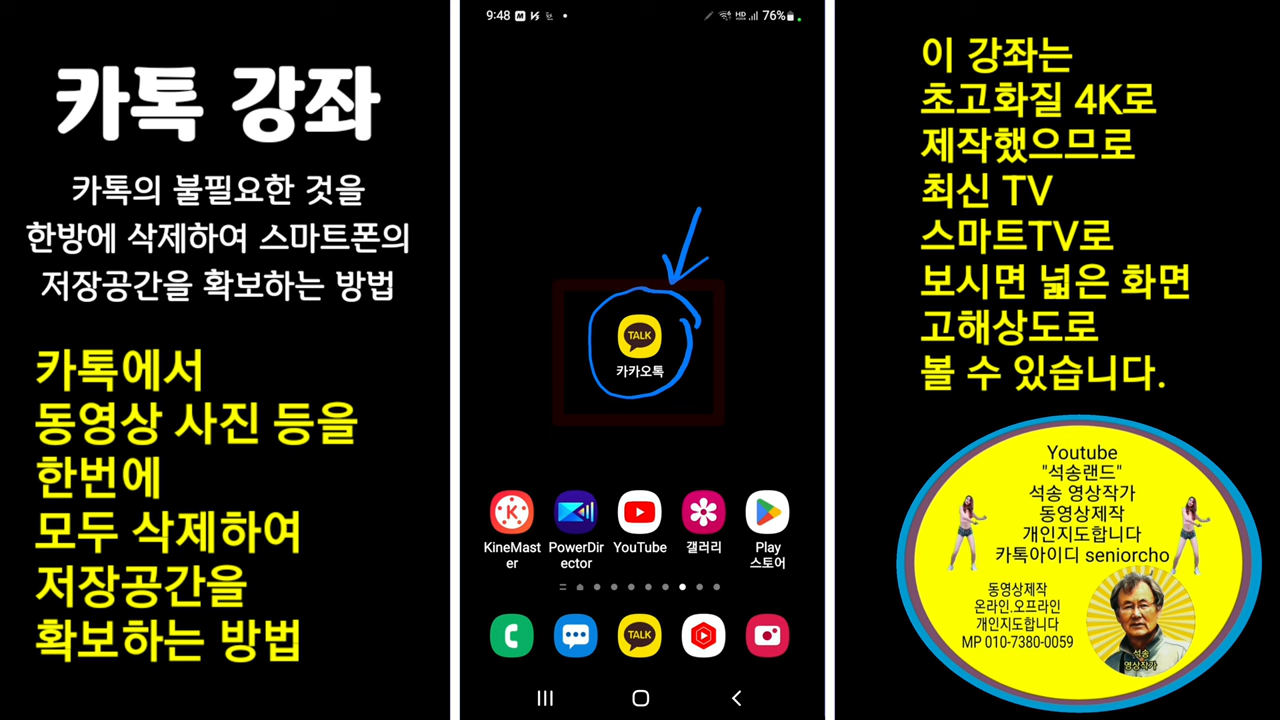 카톡 강좌
카톡의 불필요한 것을
한방에 삭제하여 스마트폰의
저장공간을 확보하는 방법
카톡에서
동영상 사진 등을
한번에
모두 삭제하여
저장공간을
확보하는 방법
9:48
76%
TALK
카카오톡
KineMast
er
PowerDir
ector
YouTube
갤러리
Play
스토어
TALK
이 강좌는
초고화질 4K로
제작했으므로
최신 TV
스마트TV로
보시면 넓은 화면
고해상도로
볼 수 있습니다.
Youtube
"석송랜드"
석송 영상작가
동영상제작
개인지도합니다
카톡아이디 seniorcho
동영상제작
온라인.오프라인
개인지도합니다
MP 010-7380-0059
석송
영상작가